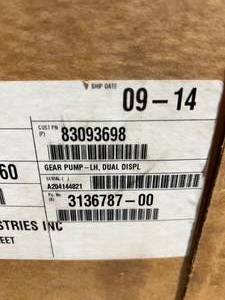 SHIP DATE
09-14
CUST PN
(P)
83093698
60
GEAR PUMP-LH, DUAL DISPL
SERIAL ( )
A204144821
3136787-00
STRIES INC
EET